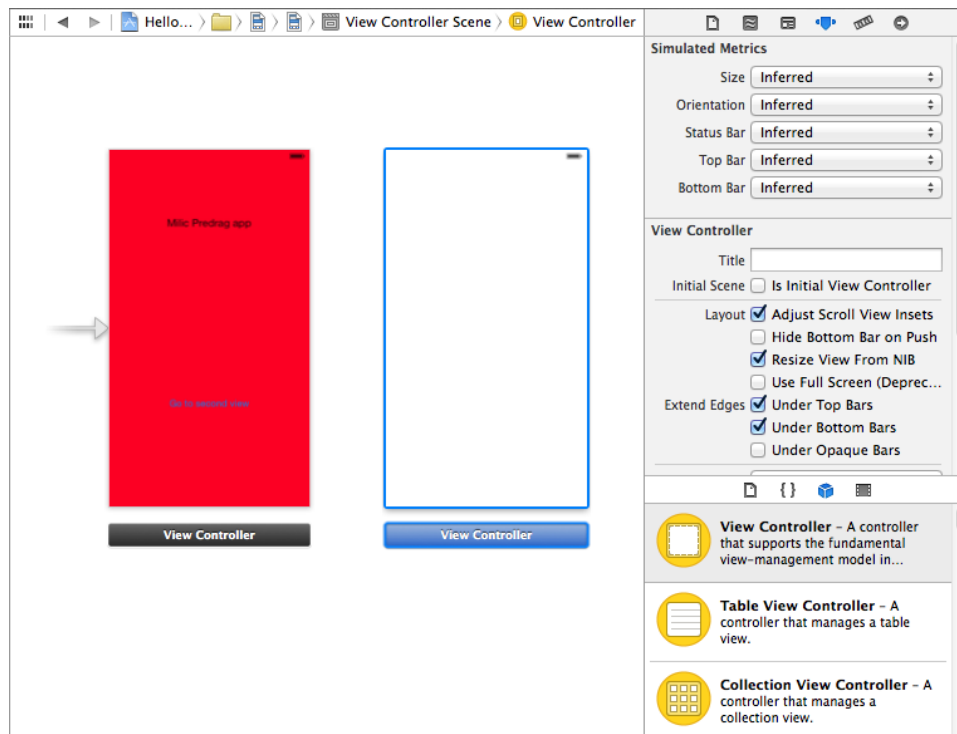 Hello... View Controller Scene View Controller
Simulated Metrics
Size Inferred
Orientation Inferred
Status Bar Inferred
Top Bar Inferred
Bottom Bar Inferred
View Controller
Title
Initial Scene Is Initial View Controller
Layout Adjust Scroll View Insets
Hide Bottom Bar on Push
Resize View From NIB
Use Full Screen (Deprec...
Extend Edges Under Top Bars
Under Bottom Bars
Under Opaque Bars
Milic Predrag app
Go to second view
View Controller
View Controller
{ }
View Controller – A controller
that supports the fundamental
view-management model in...
Table View Controller – A
controller that manages a table
view.
Collection View Controller – A
controller that manages a
collection view.